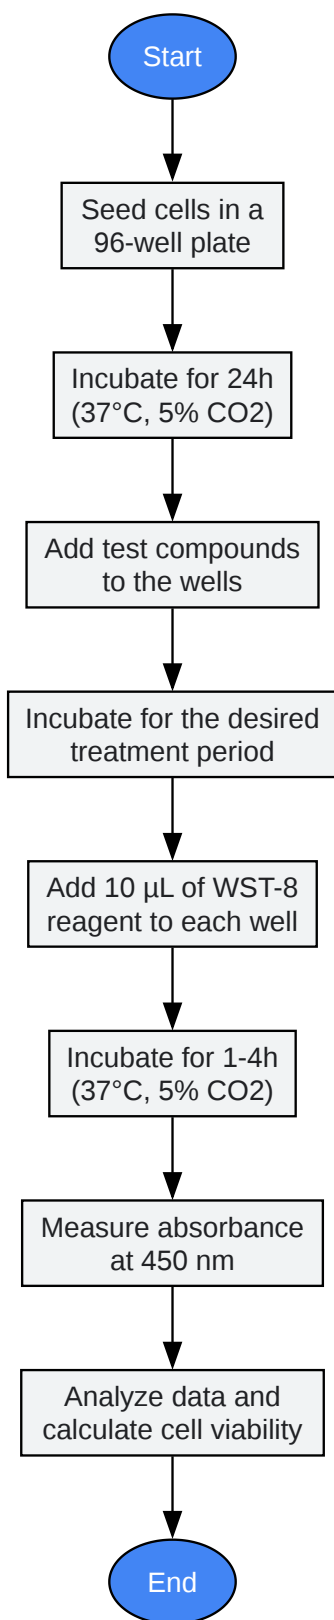 Start
Seed cells in a
96-well plate
Incubate for 24h
(37°C, 5% CO2)
Add test compounds
to the wells
Incubate for the desired
treatment period
Add 10 µL of WST-8
reagent to each well
Incubate for 1-4h
(37°C, 5% CO2)
Measure absorbance
at 450 nm
Analyze data and
calculate cell viability
End